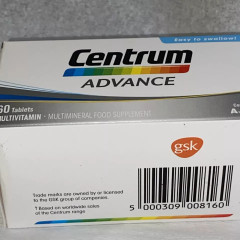 Easy to swallow!
Centrum
ADVANCE
60 Tablets
MULTIVITAMIN - MULTIMINERAL FOOD SUPPLEMENT
gsk
Trade marks are owned by or licensed
to the GSK group of companies.
† Based on worldwide sales
of the Centrum range
5 000309 008160